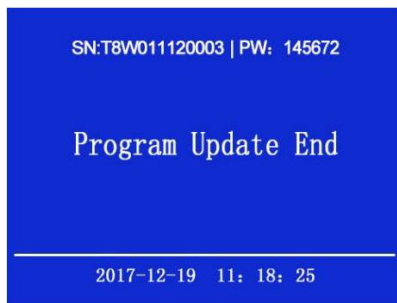 SN:T8W011120003 | PW: 145672
Program Update End
2017-12-19 11: 18: 25